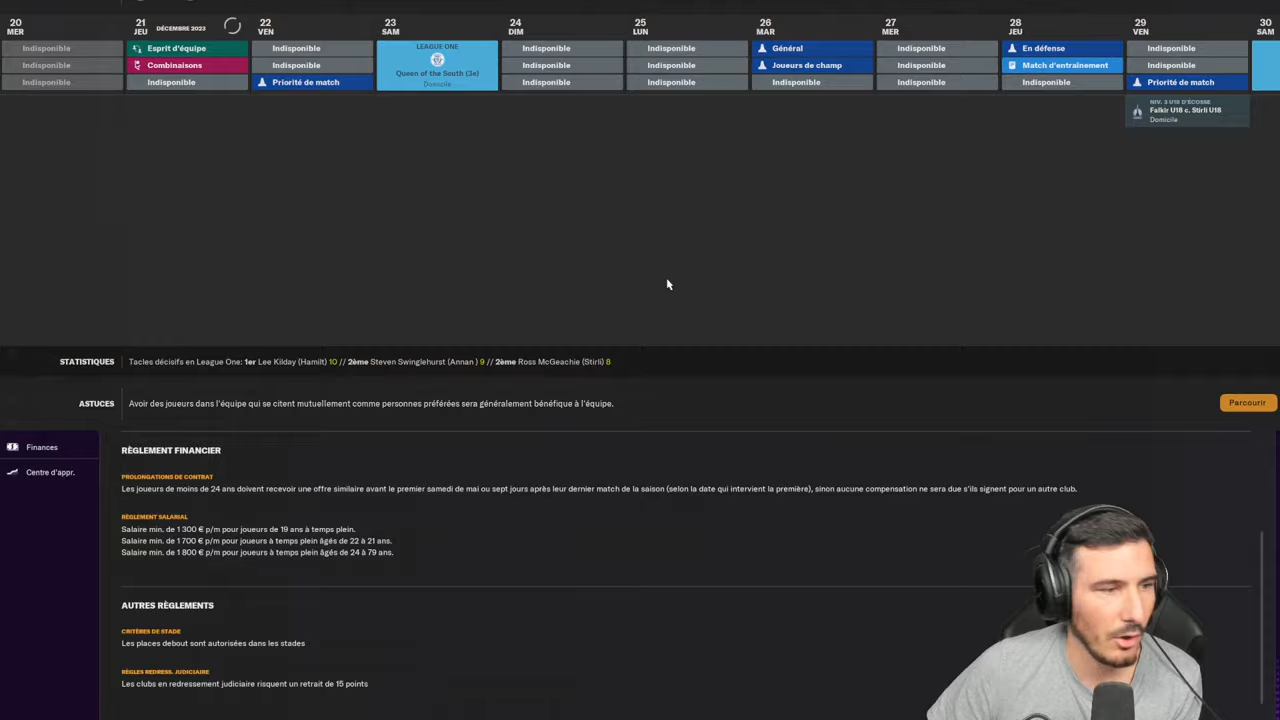 20
MER
21
JEU
DÉCEMBRE 2023
22
VEN
23
SAM
24
DIM
25
LUN
26
MAR
27
MER
28
JEU
29
VEN
30
SAM
Indisponible
Esprit d'équipe
Indisponible
LEAGUE ONE
Queen of the South (3e)
Domicile
Indisponible
Indisponible
Général
Indisponible
En défense
Indisponible
Indisponible
Combinaisons
Indisponible
Indisponible
Indisponible
Joueurs de champ
Indisponible
Match d'entraînement
Indisponible
Indisponible
Indisponible
Priorité de match
Indisponible
Indisponible
Indisponible
Indisponible
Indisponible
Priorité de match
NIV. 3 U18 D'ÉCOSSE
Falkir U18 c. Stirli U18
Domicile
STATISTIQUES
Tacles décisifs en League One: 1er Lee Kilday (Hamilt) 10 // 2ème Steven Swinglehurst (Annan ) 9 // 2ème Ross McGeachie (Stirli) 8
ASTUCES
Avoir des joueurs dans l'équipe qui se citent mutuellement comme personnes préférées sera généralement bénéfique à l'équipe.
Parcourir
Finances
Centre d'appr.
RÈGLEMENT FINANCIER
PROLONGATIONS DE CONTRAT
Les joueurs de moins de 24 ans doivent recevoir une offre similaire avant le premier samedi de mai ou sept jours après leur dernier match de la saison (selon la date qui intervient la première), sinon aucune compensation ne sera due s'ils signent pour un autre club.
RÈGLEMENT SALARIAL
Salaire min. de 1 300 € p/m pour joueurs de 19 ans à temps plein.
Salaire min. de 1 700 € p/m pour joueurs à temps plein âgés de 22 à 21 ans.
Salaire min. de 1 800 € p/m pour joueurs à temps plein âgés de 24 à 79 ans.
AUTRES RÈGLEMENTS
CRITÈRES DE STADE
Les places debout sont autorisées dans les stades
RÈGLES REDRESS. JUDICIAIRE
Les clubs en redressement judiciaire risquent un retrait de 15 points